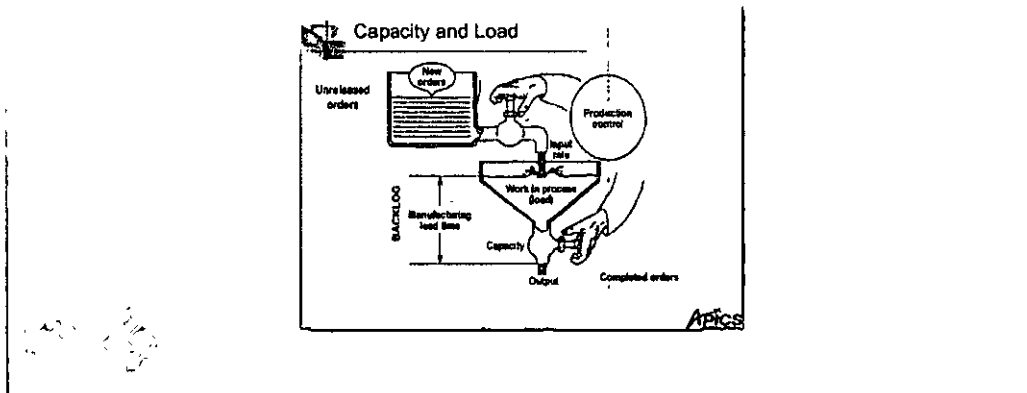 Capacity and Load
New
orders
Unreleased
orders
Production
control
Input
rate
Work in process
(load)
BACKLOG
Manufacturing
lead time
Capacity
Output
Completed orders
APICS